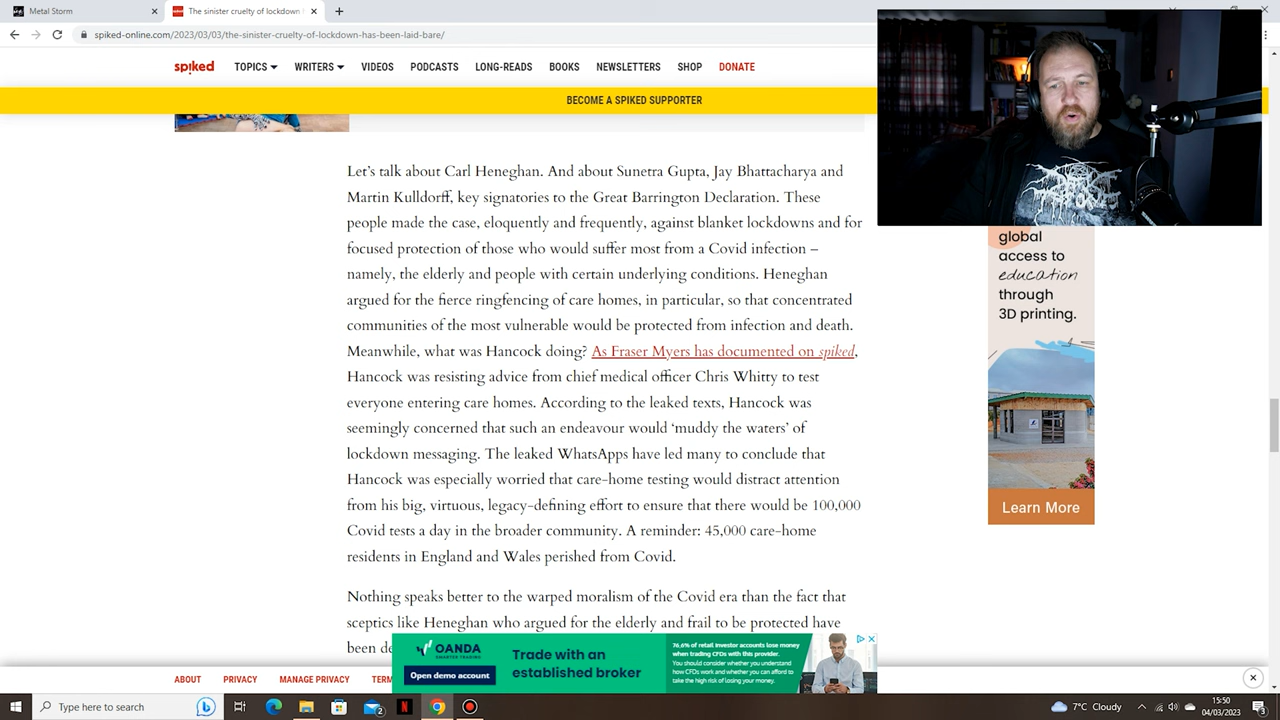 Metal Storm
The sinister cruelty of lockdown
spiked-online.com/2023/03/03/the-sinister-cruelty-of-lockdown-has-been-laid-bare/
spiked TOPICS WRITERS VIDEOS PODCASTS LONG-READS BOOKS NEWSLETTERS SHOP DONATE
BECOME A SPIKED SUPPORTER
talk about Carl Heneghan. And about Sunetra Gupta, Jay Bhattacharya and
Martin Kulldorff, key signatories to the Great Barrington Declaration. These
people made the case, eloquently and frequently, against blanket lockdowns and for
focused protection of those who would suffer most from a Covid infection –
namely, the elderly and people with certain underlying conditions. Heneghan
argued for the fierce ringfencing of care homes, in particular, so that concentrated
communities of the most vulnerable would be protected from infection and death.
Meanwhile, what was Hancock doing? As Fraser Myers has documented on spiked,
Hancock was resisting advice from chief medical officer Chris Whitty to test
everyone entering care homes. According to the leaked texts, Hancock was
seemingly concerned that such an endeavour would ‘muddy the waters’ of
lockdown messaging. The leaked WhatsApps have led many to conclude that
Hancock was especially worried that care-home testing would distract attention
from his big, virtuous, legacy-defining effort to ensure that there would be 100,000
Covid tests a day in the broader community. A reminder: 45,000 care-home
residents in England and Wales perished from Covid.
Nothing speaks better to the warped moralism of the Covid era than the fact that
sceptics like Heneghan who argued for the elderly and frail to be protected have
been de
global
access to
education
through
3D printing.
Learn More
OANDA
SMARTER TRADING
Open demo account
Trade with an
established broker
76.6% of retail investor accounts lose money
when trading CFDs with this provider.
You should consider whether you understand
how CFDs work and whether you can afford to
take the high risk of losing your money.
ABOUT PRIVACY MANAGE PRIVACY TERM
Type here to search
7°C Cloudy
15:50
04/03/2023